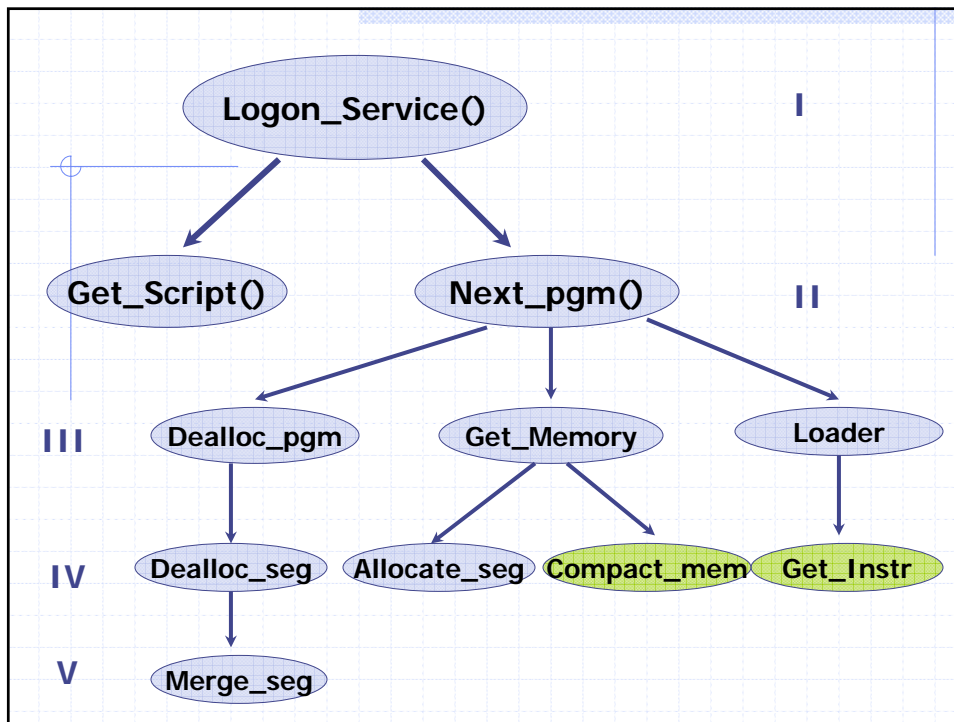 Logon_Service()
I
Get_Script()
Next_pgm()
II
III
Dealloc_pgm
Get_Memory
Loader
IV
Dealloc_seg
Allocate_seg
Compact_mem
Get_Instr
V
Merge_seg